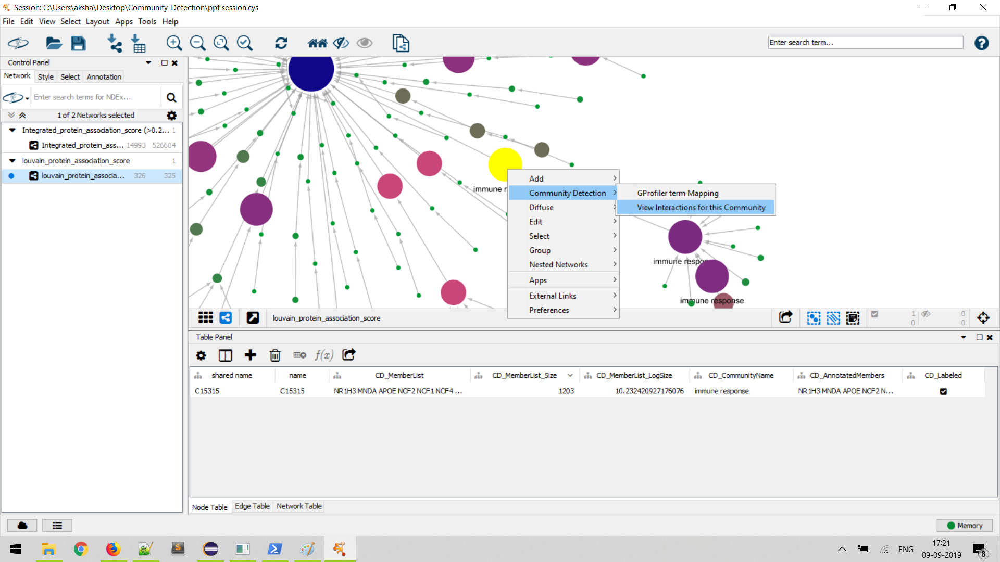 Session: C:\Users\aksha\Desktop\Community_Detection\ppt session.cys
File Edit View Select Layout Apps Tools Help
Enter search term...
Control Panel
Network Style Select Annotation
Enter search terms for NDEx...
1 of 2 Networks selected
Integrated_protein_association_score (>0.2... 1
Integrated_protein_ass... 14993 526604
louvain_protein_association_score 1
louvain_protein_associa... 326 325
immune r
Add
Community Detection
Diffuse
Edit
Select
Group
Nested Networks
Apps
External Links
Preferences
GProfiler term Mapping
View Interactions for this Community
immune respo
immune response
louvain_protein_association_score
1 0
0 0
Table Panel
f(x)
shared name name CD_MemberList CD_MemberList_Size CD_MemberList_LogSize CD_CommunityName CD_AnnotatedMembers CD_Labeled
C15315 C15315 NR1H3 MNDA APOE NCF2 NCF1 NCF4 ... 1203 10.232420927176076 immune response NR1H3 MNDA APOE NCF2 N...
Node Table Edge Table Network Table
Memory
ENG
17:21
09-09-2019
8